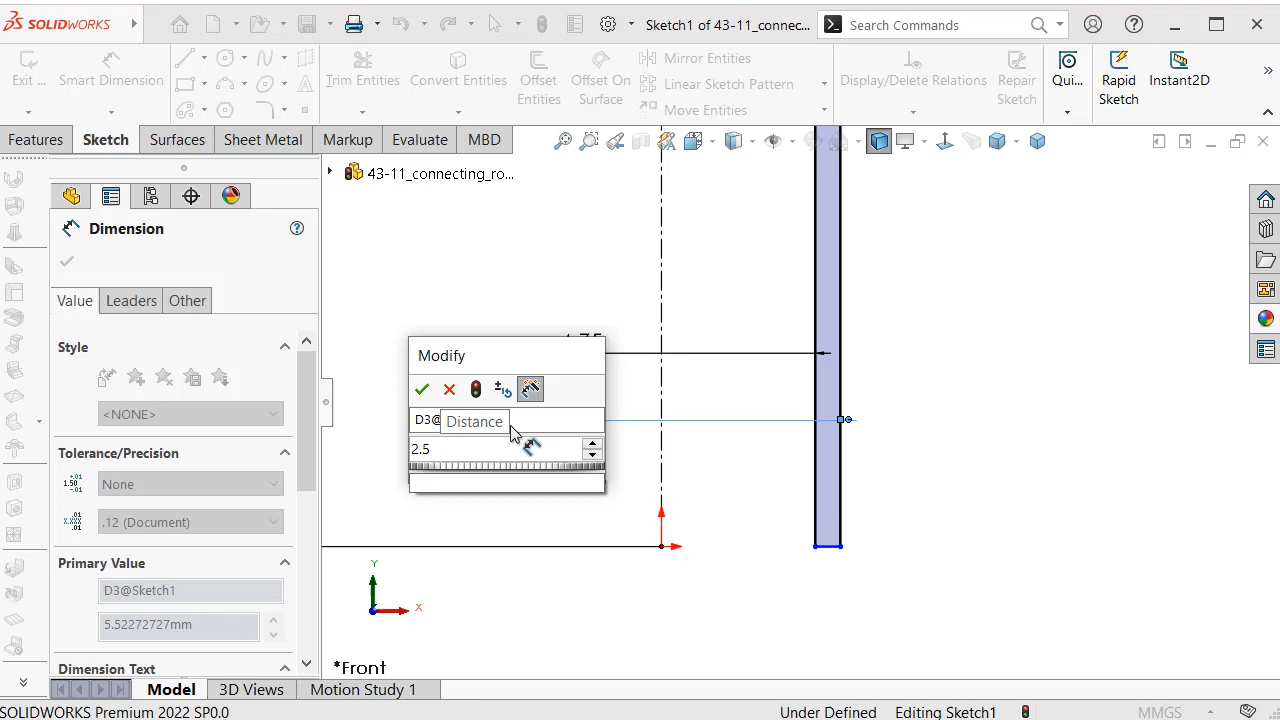 SOLIDWORKS
Sketch1 of 43-11_connec...
Search Commands
Exit ...
Smart Dimension
Trim Entities
Convert Entities
Offset Entities
Offset On Surface
Mirror Entities
Linear Sketch Pattern
Move Entities
Display/Delete Relations
Repair Sketch
Qui...
Rapid Sketch
Instant2D
Features
Sketch
Surfaces
Sheet Metal
Markup
Evaluate
MBD
43-11_connecting_ro...
Dimension
Value
Leaders
Other
Style
<NONE>
Tolerance/Precision
None
.12 (Document)
Primary Value
D3@Sketch1
5.52272727mm
Dimension Text
Modify
D3@
Distance
2.5
Y
X
*Front
Model
3D Views
Motion Study 1
SOLIDWORKS Premium 2022 SP0.0
Under Defined
Editing Sketch1
MMGS